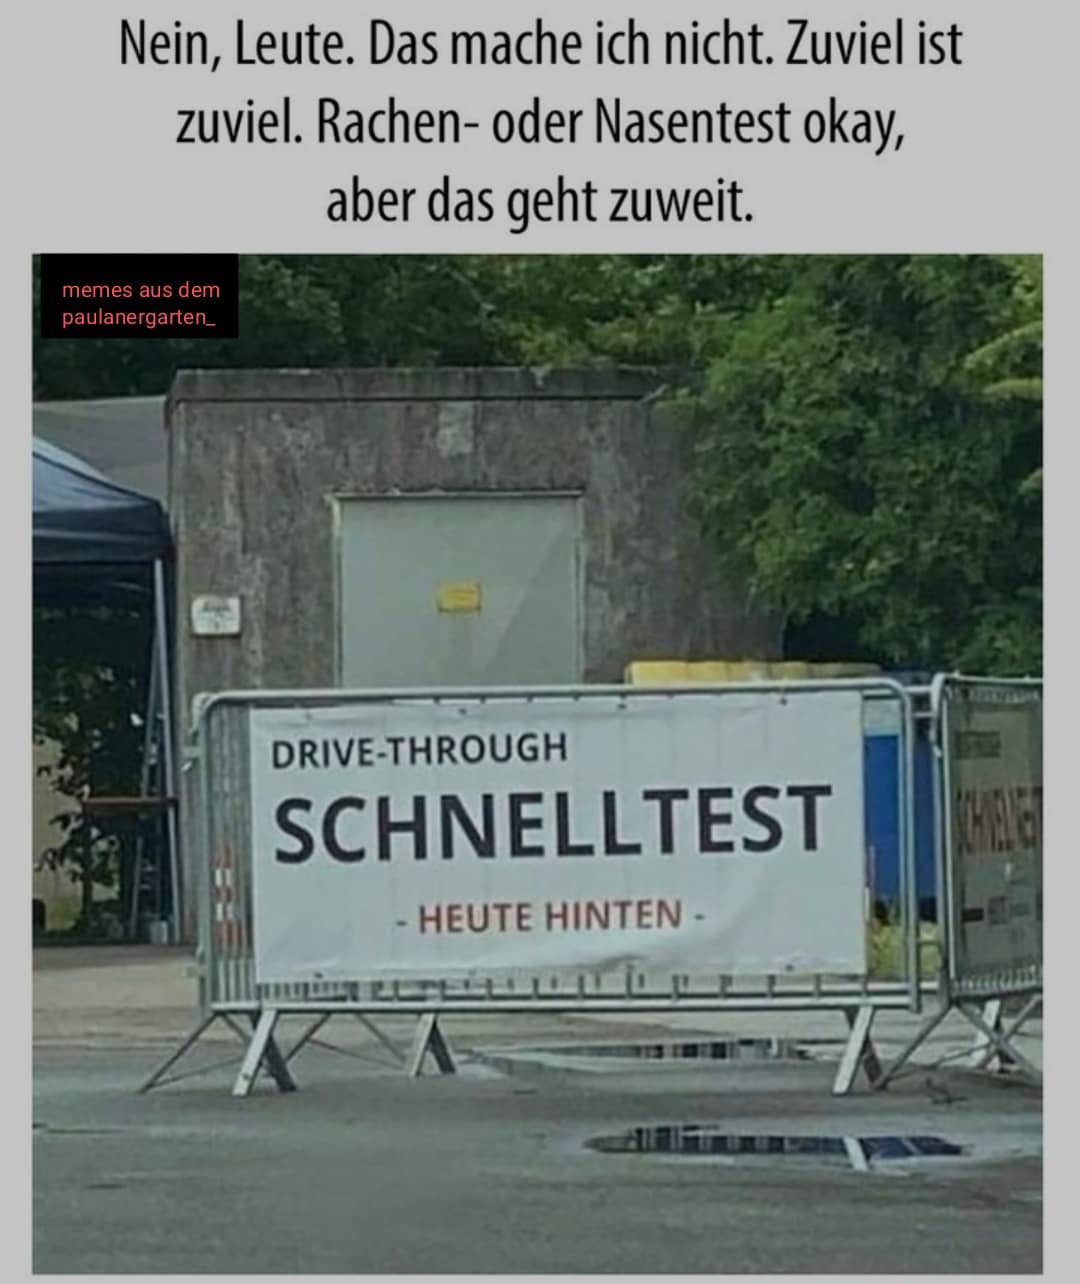 Nein, Leute. Das mache ich nicht. Zuviel ist
zuviel. Rachen- oder Nasentest okay,
aber das geht zuweit.
memes aus dem
paulanergarten_
DRIVE-THROUGH
SCHNELLTEST
- HEUTE HINTEN -